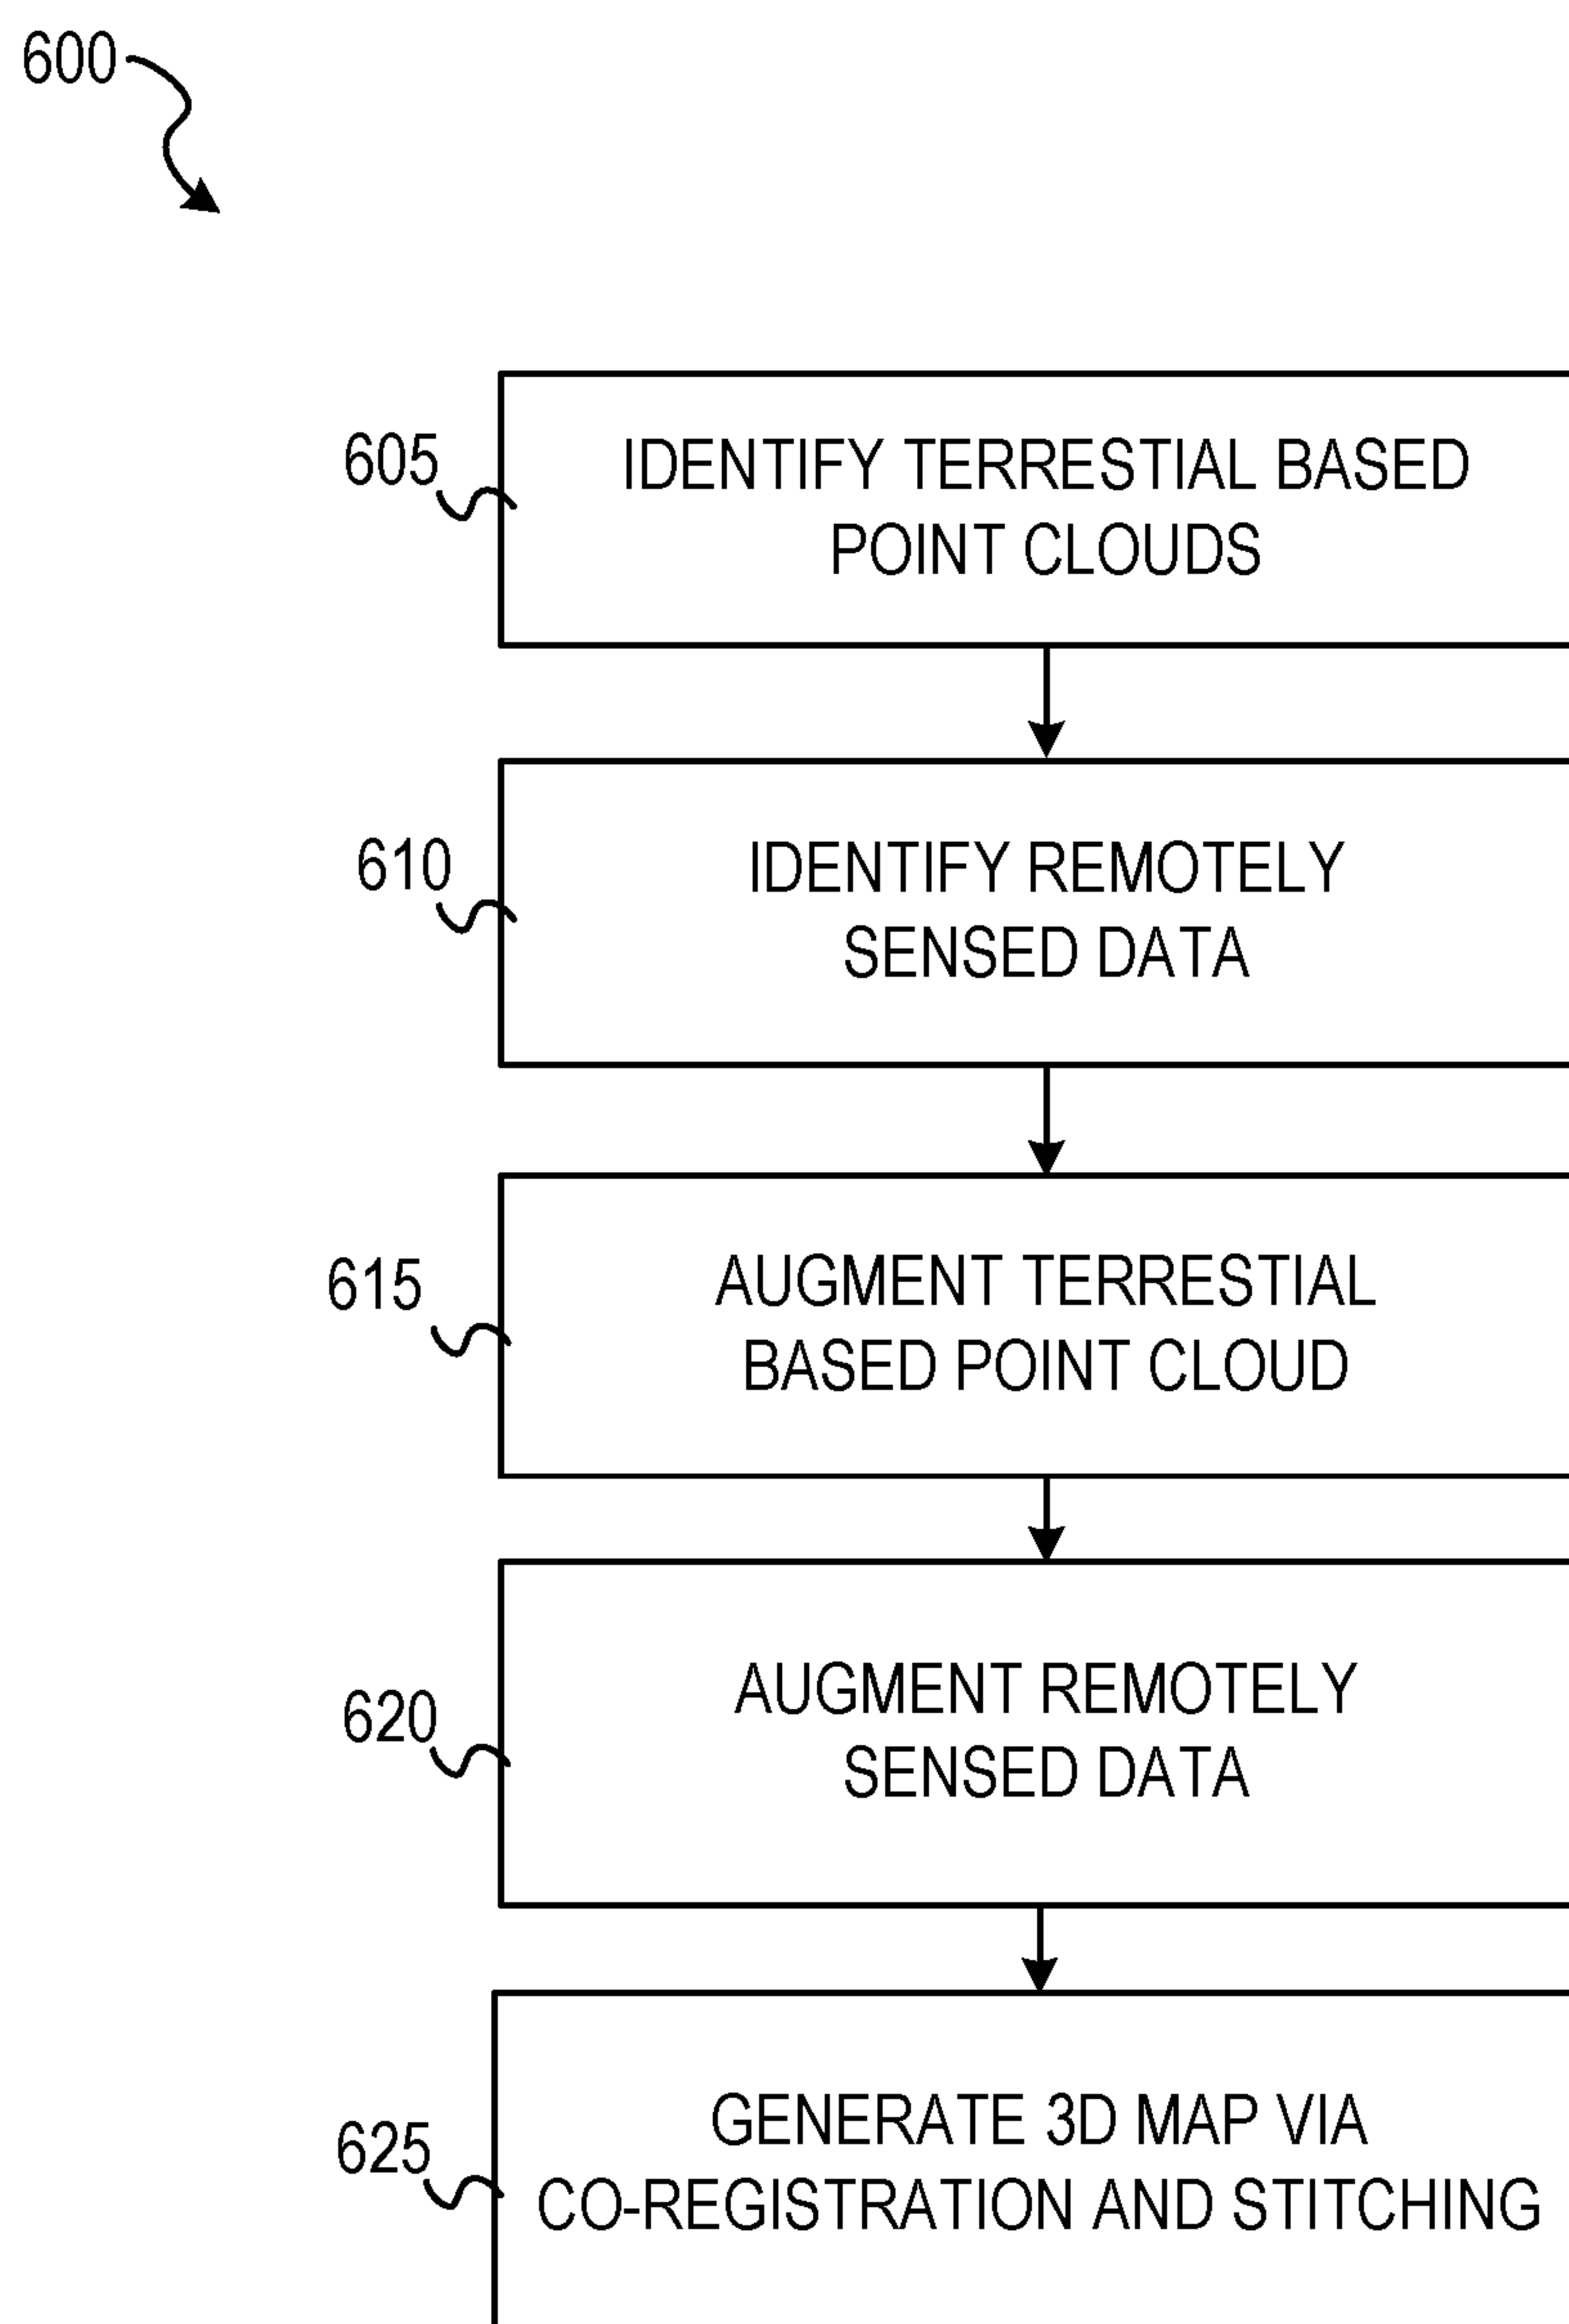 600
605
IDENTIFY TERRESTIAL BASED
POINT CLOUDS
610
IDENTIFY REMOTELY
SENSED DATA
615
AUGMENT TERRESTIAL
BASED POINT CLOUD
620
AUGMENT REMOTELY
SENSED DATA
625
GENERATE 3D MAP VIA
CO-REGISTRATION AND STITCHING